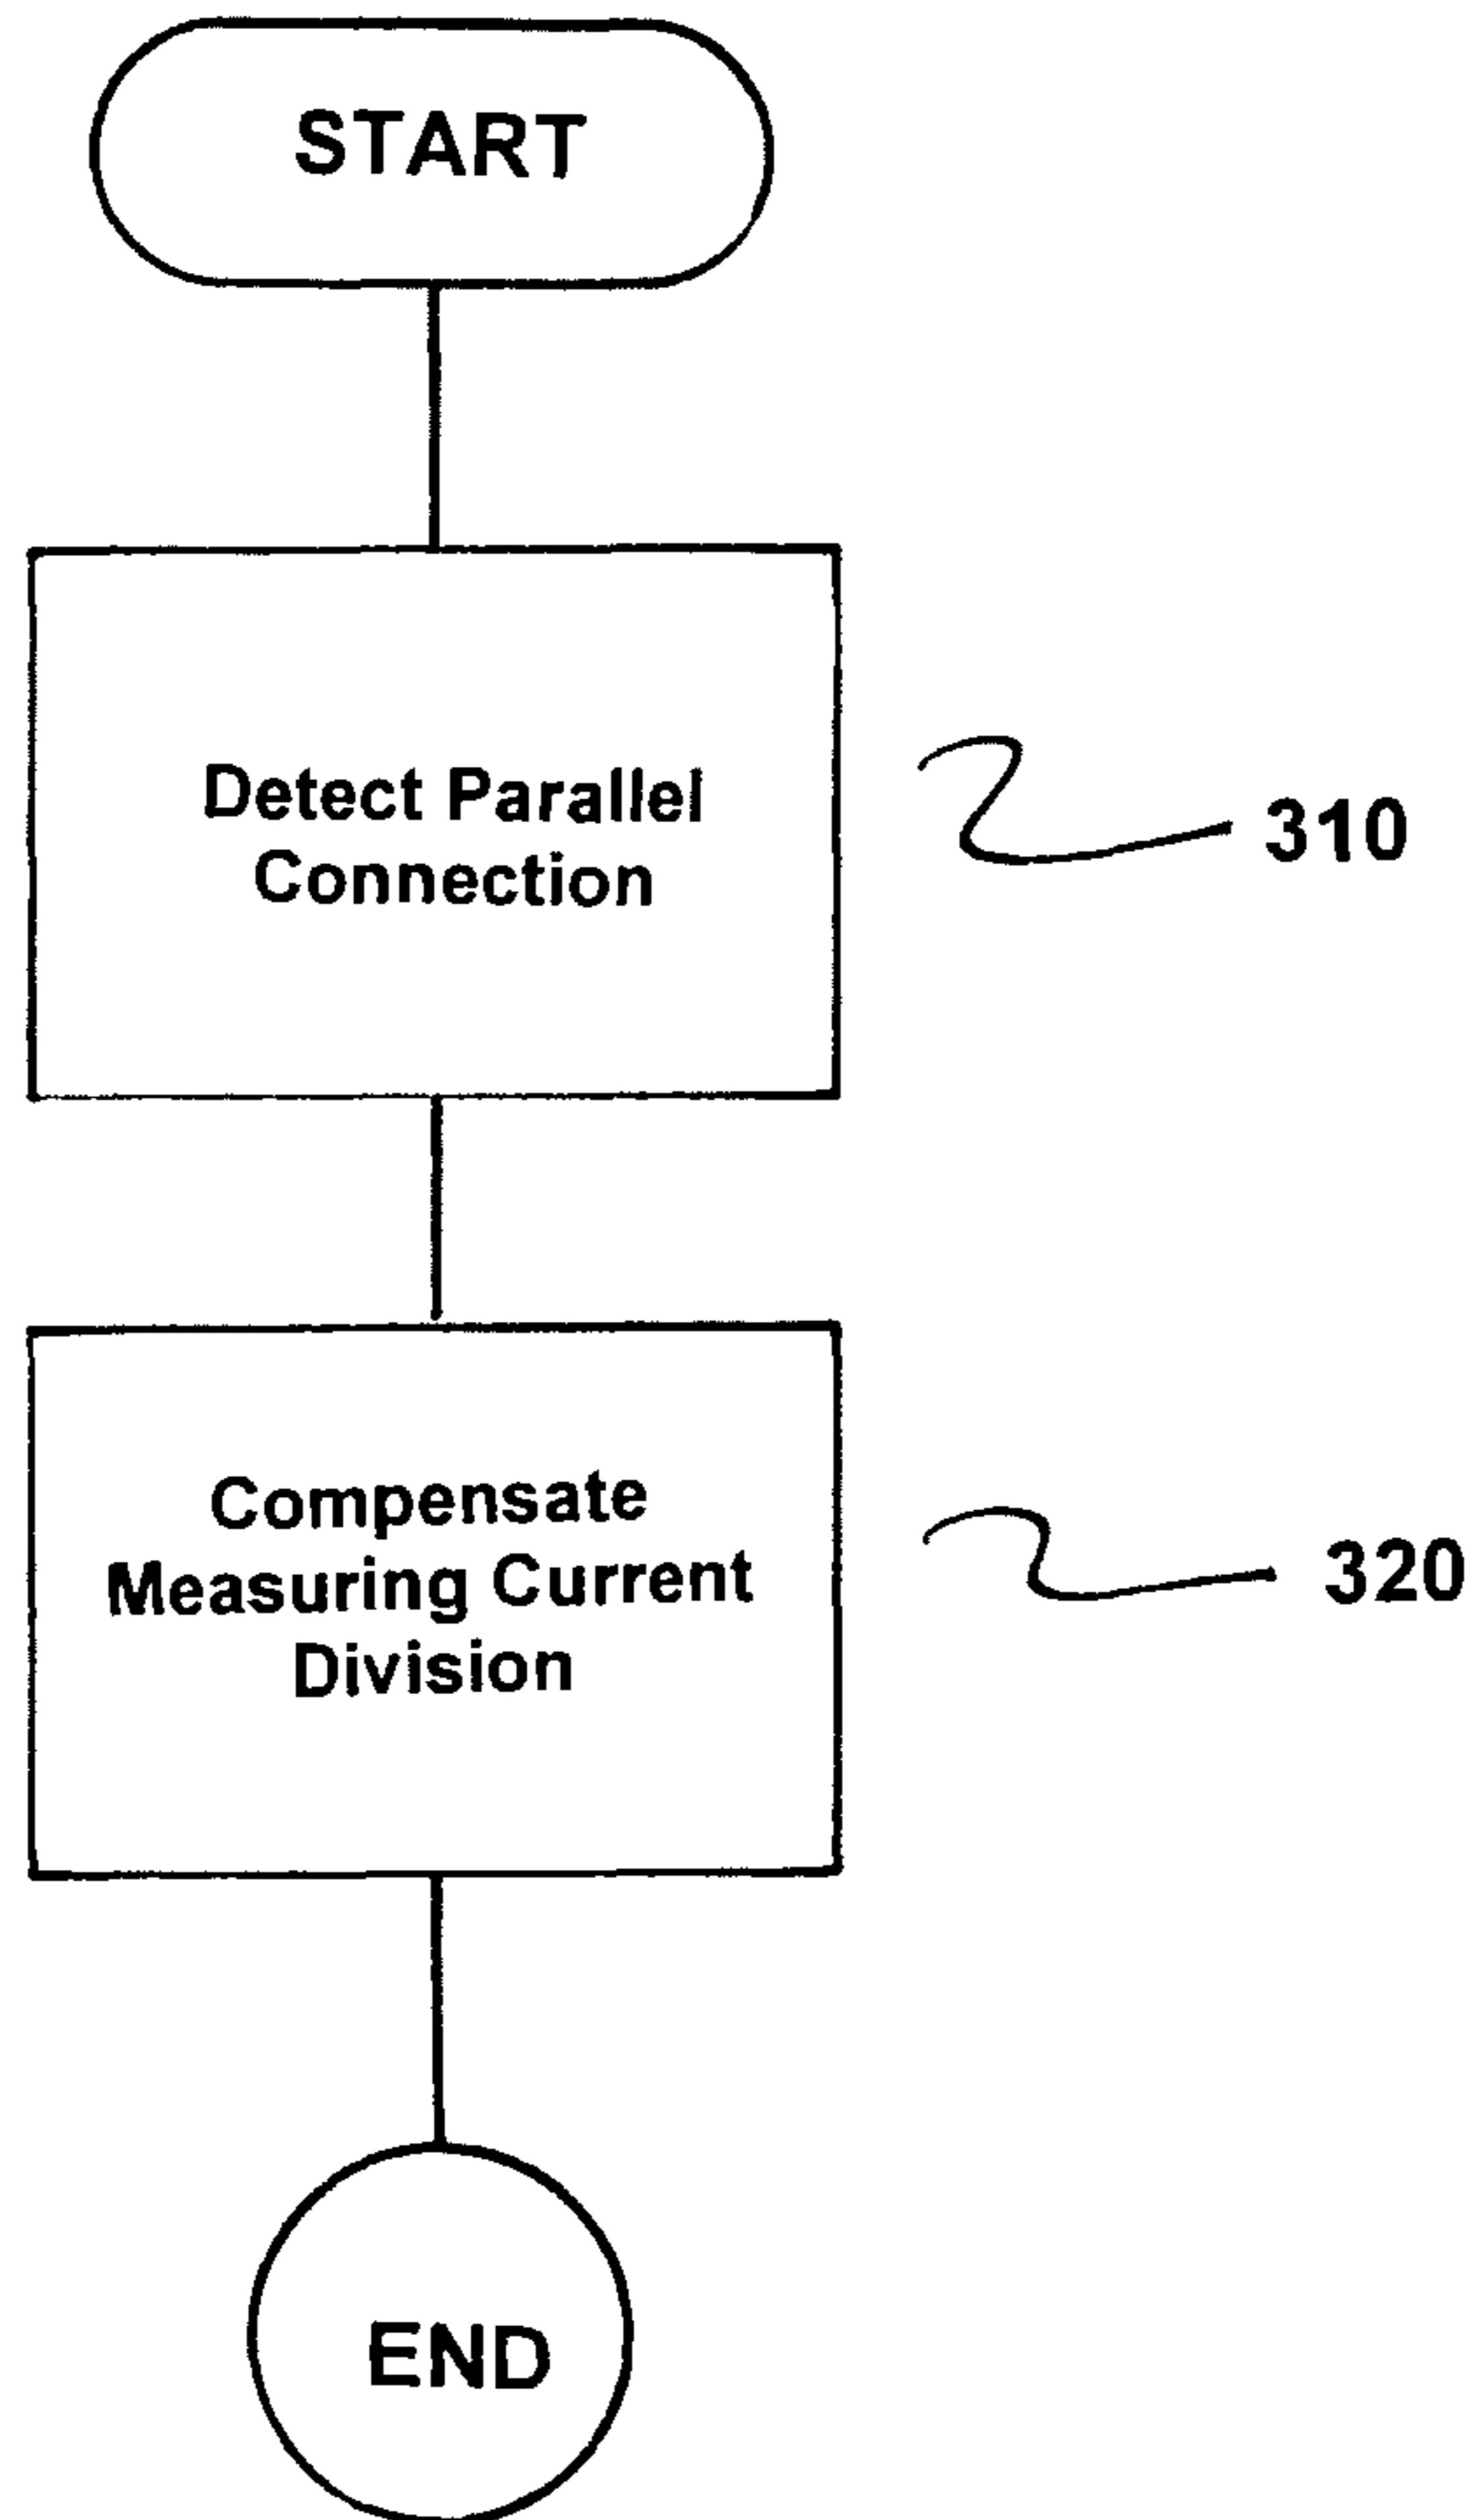 START
Detect Parallel
Connection
310
Compensate
Measuring Current
Division
320
END